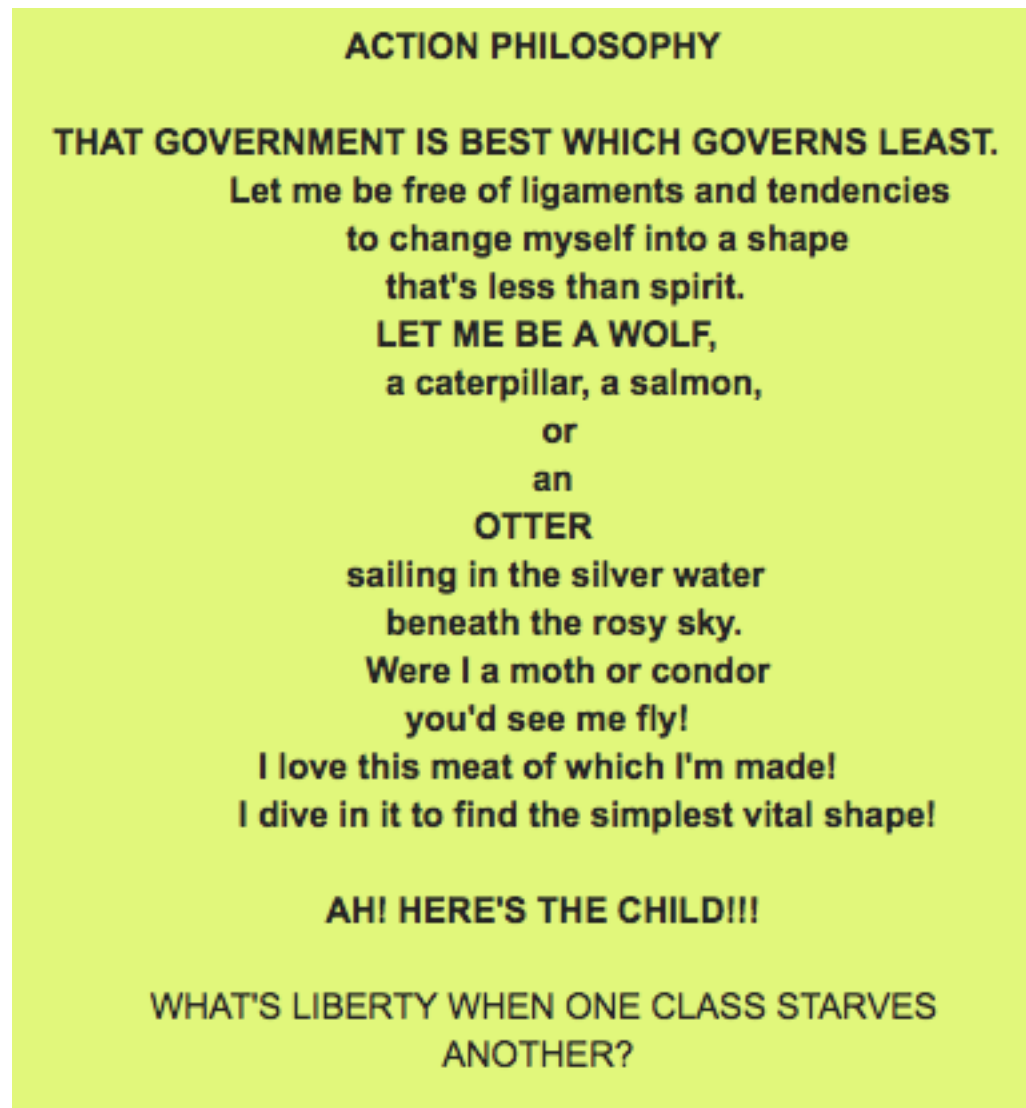 ACTION PHILOSOPHY
THAT GOVERNMENT IS BEST WHICH GOVERNS LEAST.
Let me be free of ligaments and tendencies
to change myself into a shape
that's less than spirit.
LET ME BE A WOLF,
a caterpillar, a salmon,
or
an
OTTER
sailing in the silver water
beneath the rosy sky.
Were I a moth or condor
you'd see me fly!
I love this meat of which I'm made!
I dive in it to find the simplest vital shape!
AH! HERE'S THE CHILD!!!
WHAT'S LIBERTY WHEN ONE CLASS STARVES
ANOTHER?